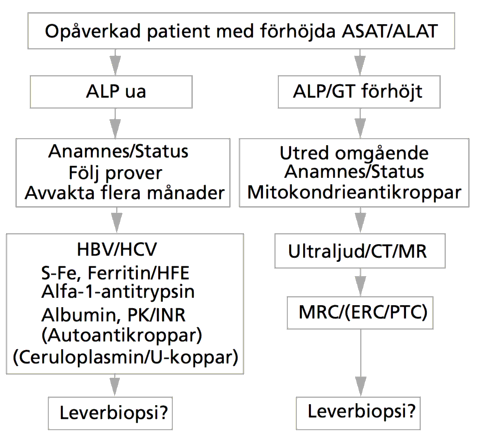 Opåverkad patient med förhöjda ASAT/ALAT
ALP ua
Anamnes/Status
Följ prover
Avvakta flera månader
HBV/HCV
S-Fe, Ferritin/HFE
Alfa-1-antitrypsin
Albumin, PK/INR
(Autoantikroppar)
(Ceruloplasmin/U-koppar)
Leverbiopsi?
ALP/GT förhöjt
Utred omgående
Anamnes/Status
Mitokondrieantikroppar
Ultraljud/CT/MR
MRC/(ERC/PTC)
Leverbiopsi?